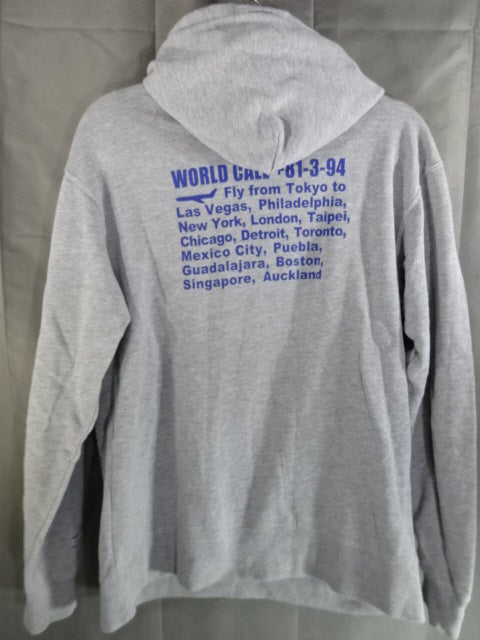 WORLD CALL +81-3-94
Fly from Tokyo to
Las Vegas, Philadelphia,
New York, London, Taipei,
Chicago, Detroit, Toronto,
Mexico City, Puebla,
Guadalajara, Boston,
Singapore, Auckland